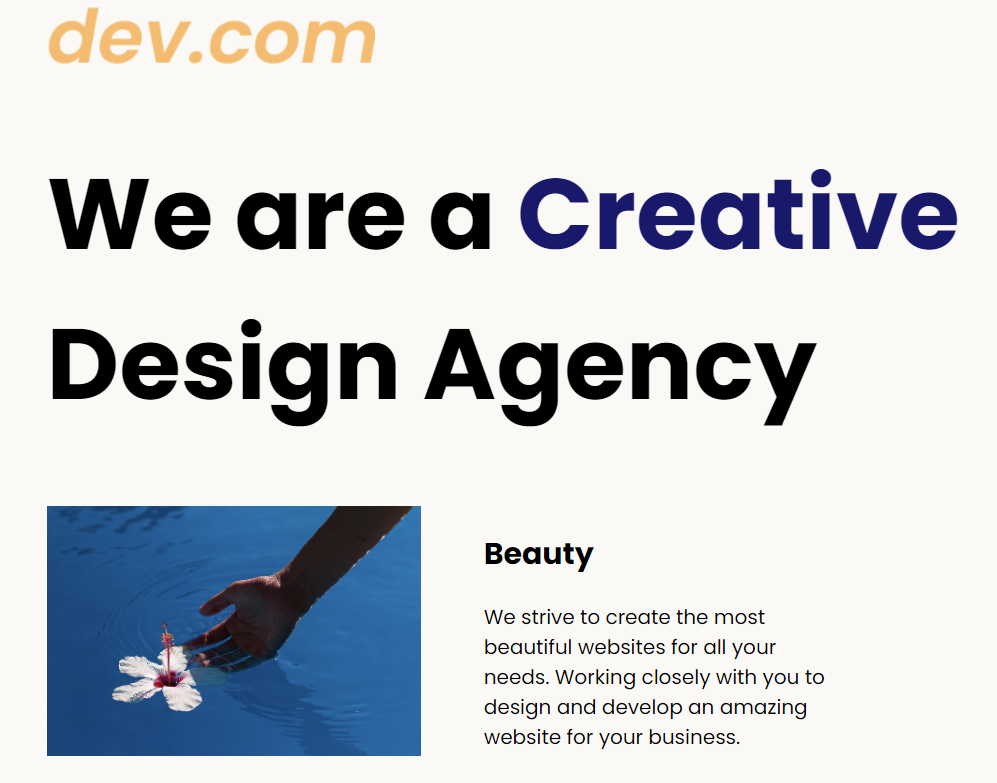 dev.com
We are a Creative
Design Agency
Beauty
We strive to create the most
beautiful websites for all your
needs. Working closely with you to
design and develop an amazing
website for your business.